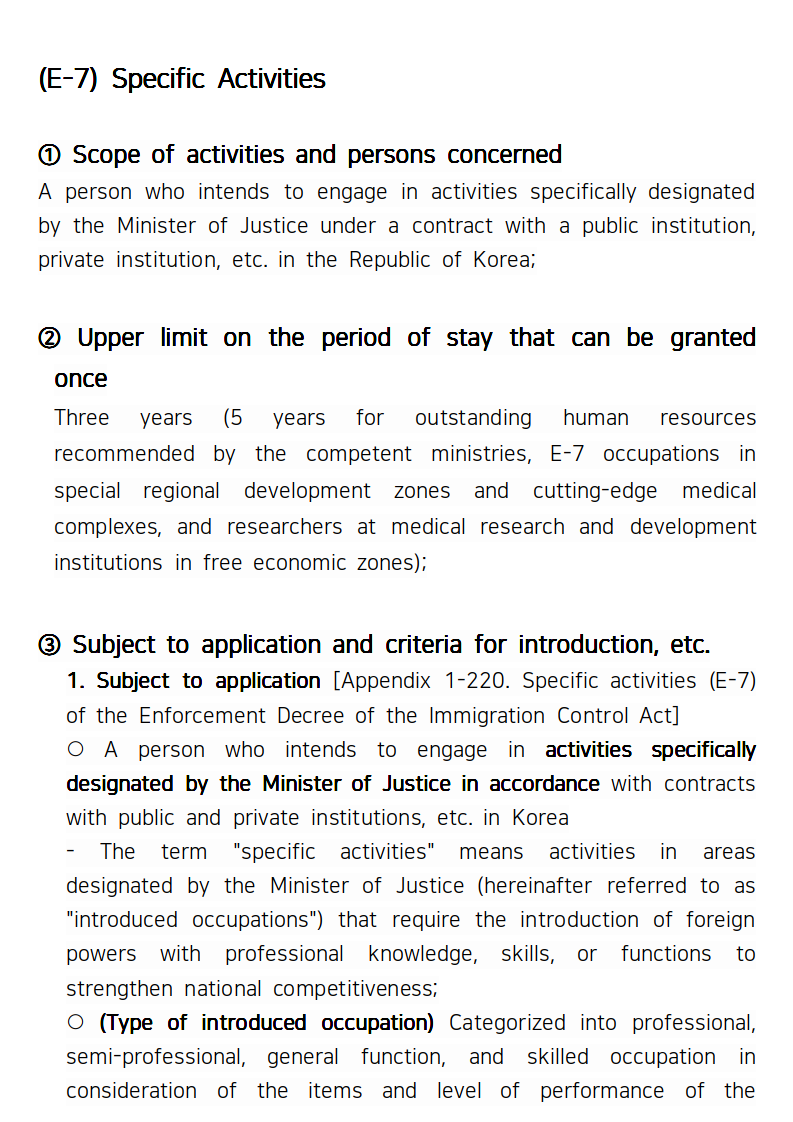 (E-7) Specific Activities
① Scope of activities and persons concerned
A person who intends to engage in activities specifically designated
by the Minister of Justice under a contract with a public institution,
private institution, etc. in the Republic of Korea;
② Upper limit on the period of stay that can be granted
once
Three years (5 years for outstanding human resources
recommended by the competent ministries, E-7 occupations in
special regional development zones and cutting-edge medical
complexes, and researchers at medical research and development
institutions in free economic zones);
③ Subject to application and criteria for introduction, etc.
1. Subject to application [Appendix 1-220. Specific activities (E-7)
of the Enforcement Decree of the Immigration Control Act]
○ A person who intends to engage in activities specifically
designated by the Minister of Justice in accordance with contracts
with public and private institutions, etc. in Korea
- The term "specific activities" means activities in areas
designated by the Minister of Justice (hereinafter referred to as
"introduced occupations") that require the introduction of foreign
powers with professional knowledge, skills, or functions to
strengthen national competitiveness;
○ (Type of introduced occupation) Categorized into professional,
semi-professional, general function, and skilled occupation in
consideration of the items and level of performance of the